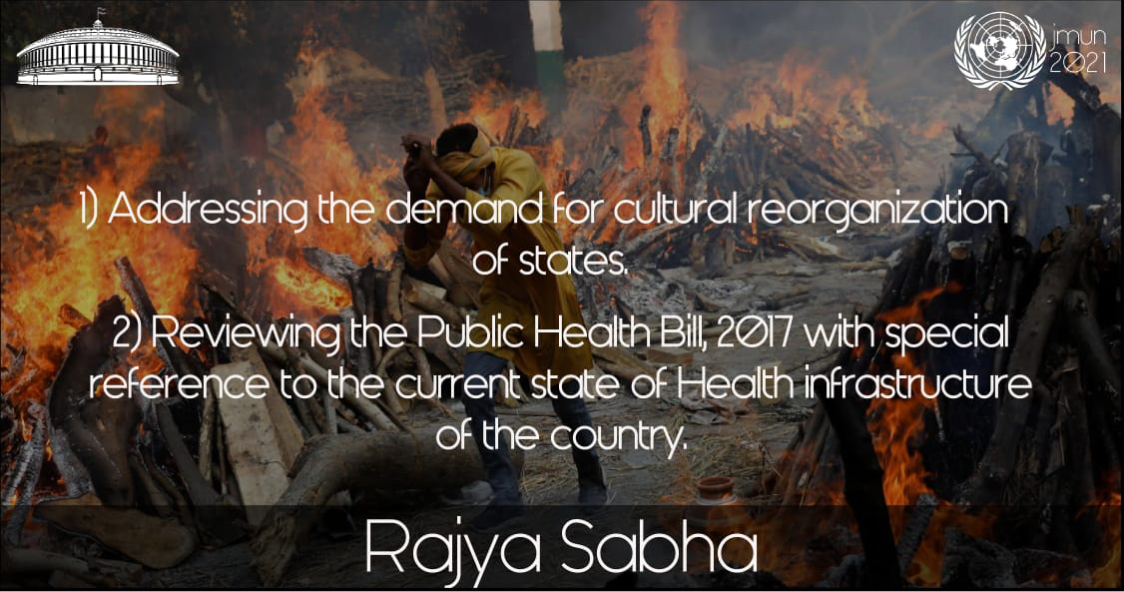 jmun
2021
1) Addressing the demand for cultural reorganization
of states.
2) Reviewing the Public Health Bill, 2017 with special
reference to the current state of Health infrastructure
of the country.
Rajya Sabha